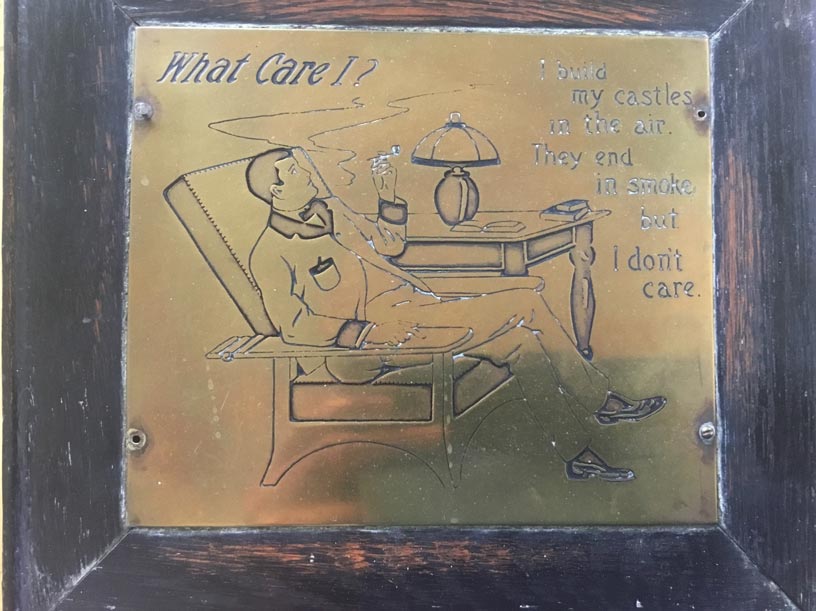 What Care I?
I build
my castles
in the air.
They end
in smoke
but
I don't
care.